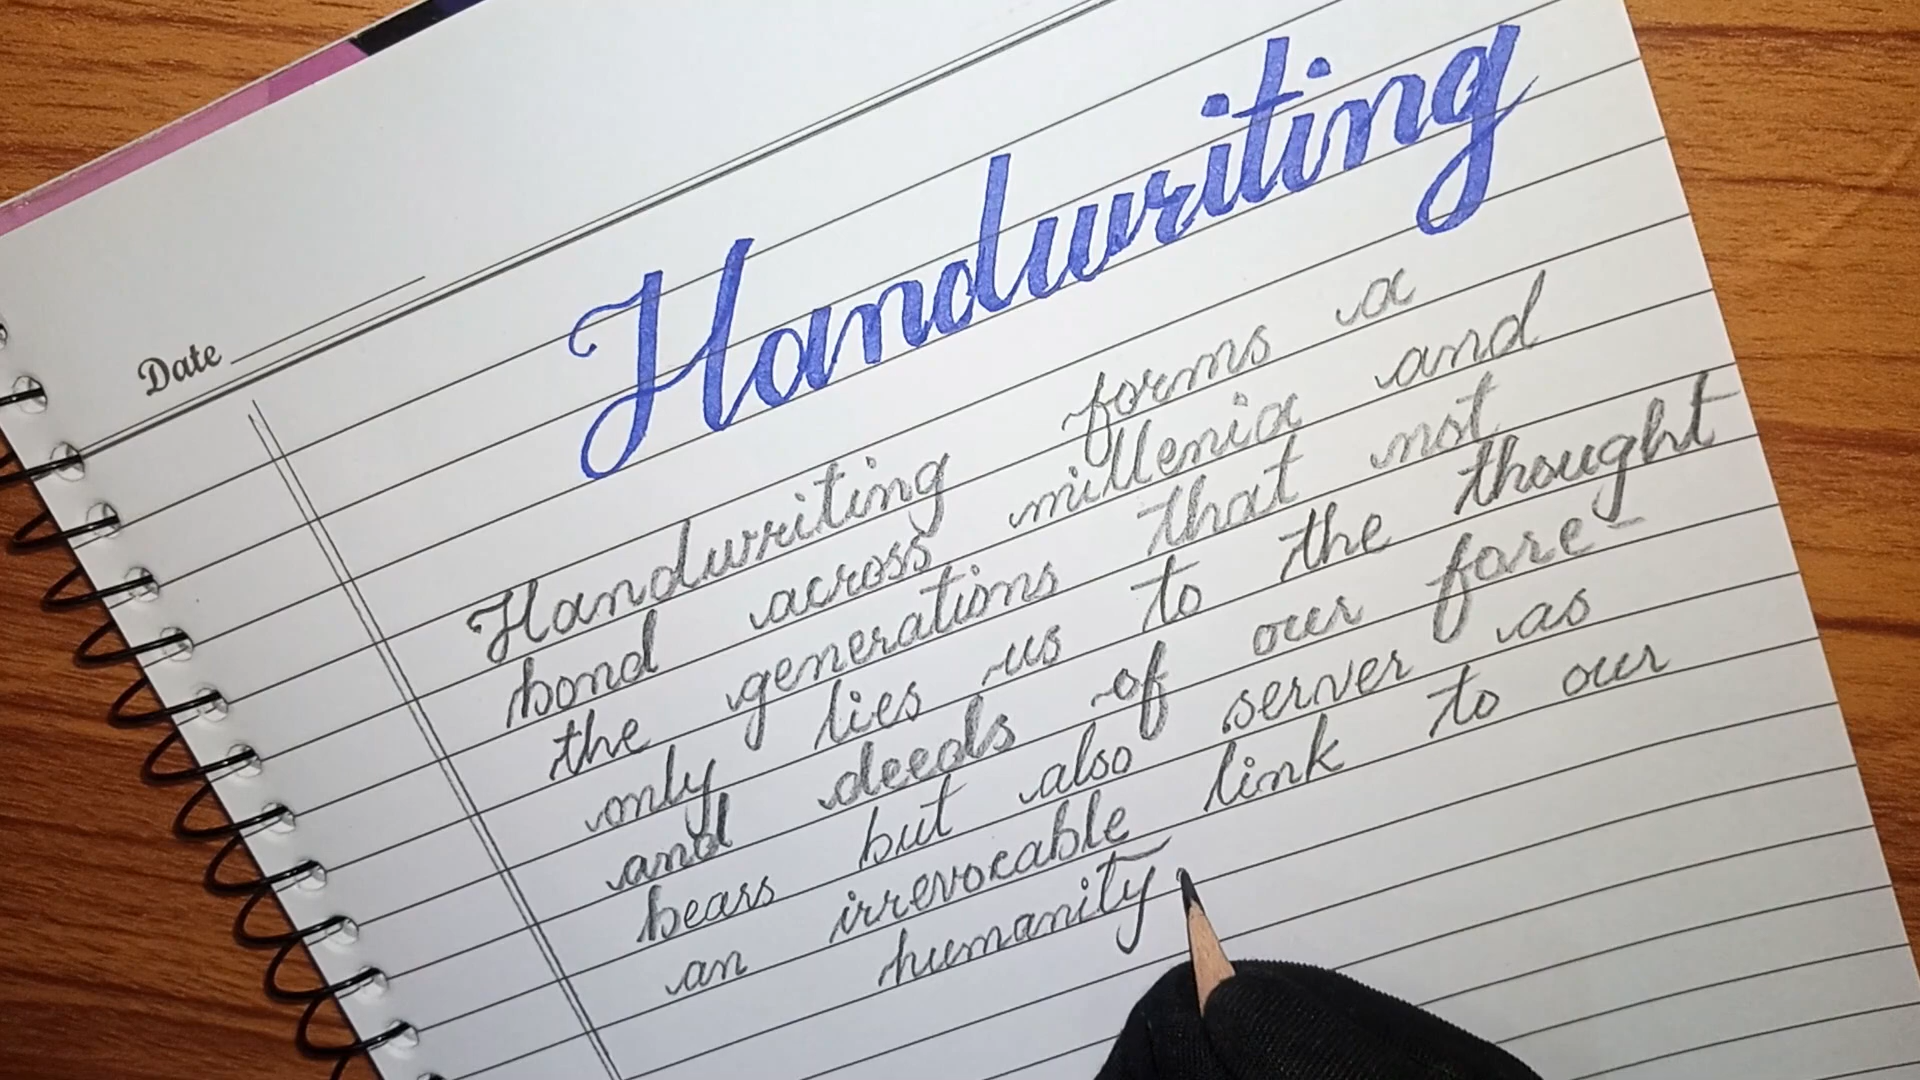 Date
Handwriting
Handwriting forms a
bond across millenia and
the generations that not
only ties us to the thought
and deeds of our fore-
bears but also server as
an irrevocable link to our
humanity